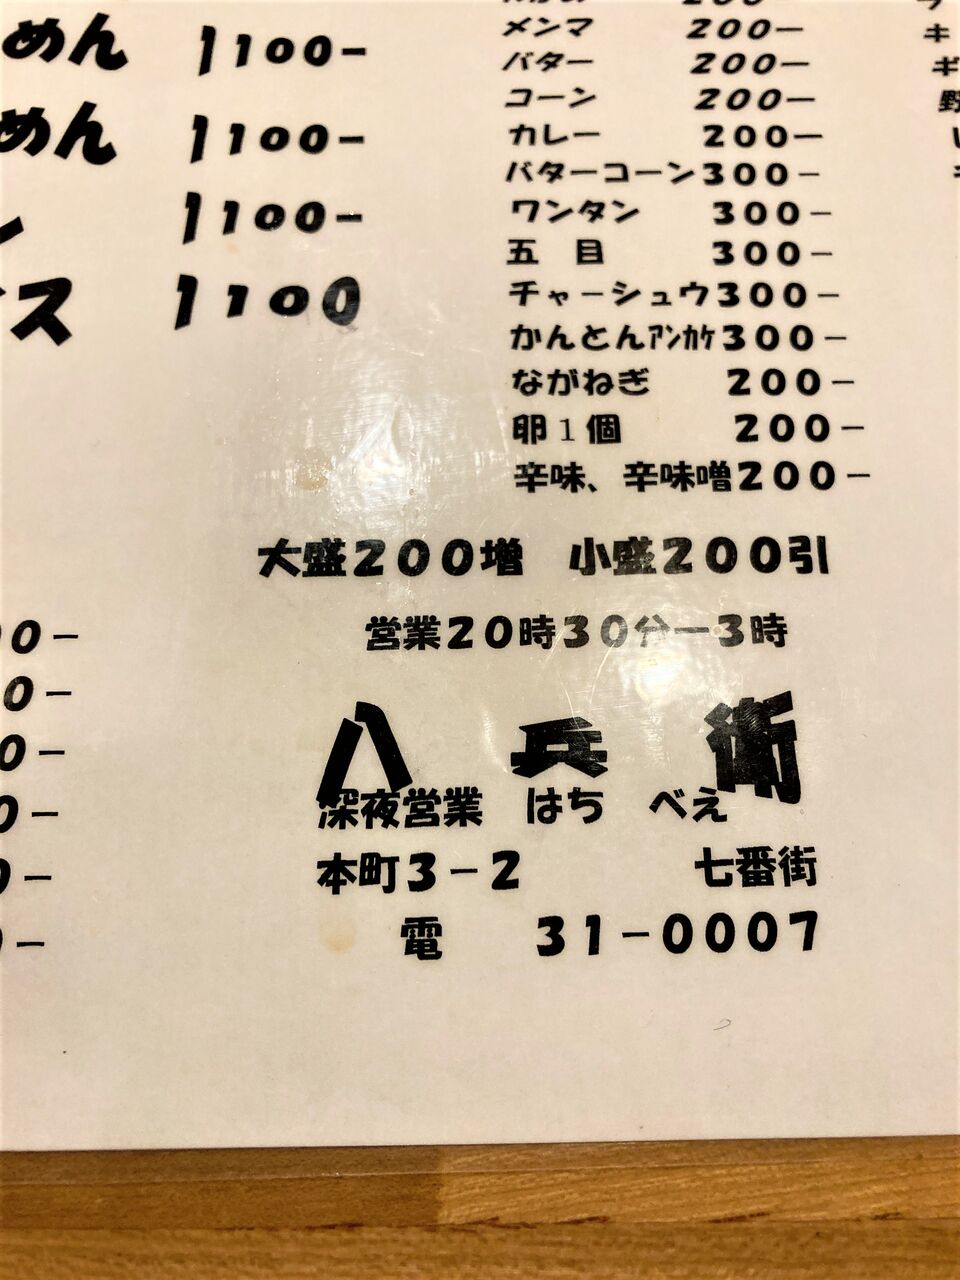 めん 1100-
めん 1100-
1100-
ス 1100
メンマ 200-
バター 200-
コーン 200-
カレー 200-
バターコーン300-
ワンタン 300-
五 目 300-
チャーシュウ300-
かんとんアンカケ300-
ながねぎ 200-
卵1個 200-
辛味、辛味噌200-
大盛200増 小盛200引
営業20時30分ー3時
八 兵 衛
深夜営業 はち べえ
本町3-2 七番街
電 31-0007